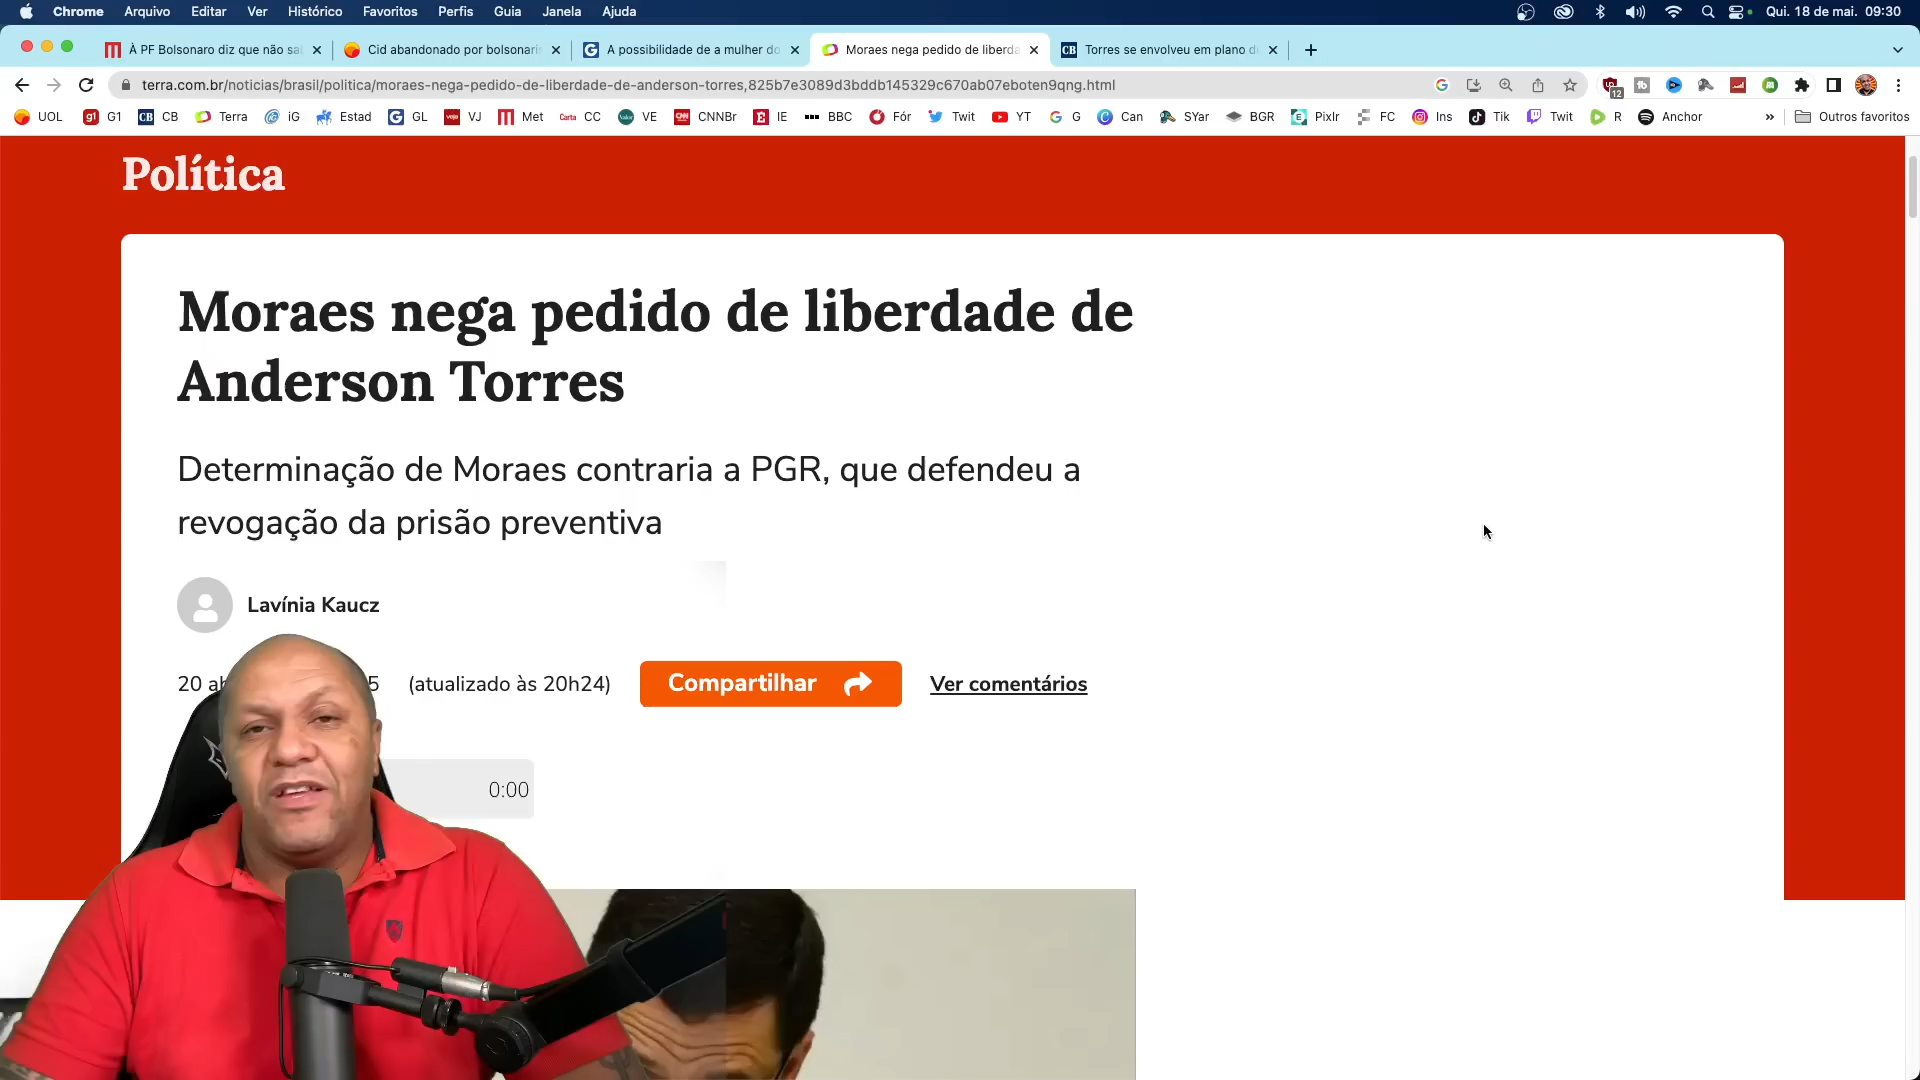 Chrome Arquivo Editar Ver Histórico Favoritos Perfis Guia Janela Ajuda Qui. 18 de mai. 09:30
À PF Bolsonaro diz que não sa Cid abandonado por bolsonaris A possibilidade de a mulher do Moraes nega pedido de liberda Torres se envolveu em plano d
terra.com.br/noticias/brasil/politica/moraes-nega-pedido-de-liberdade-de-anderson-torres,825b7e3089d3bddb145329c670ab07eboten9qng.html
12
UOL G1 CB Terra iG Estad GL VJ Met CC VE CNNBr IE BBC Fór Twit YT G Can SYar BGR Pixlr FC Ins Tik Twit R Anchor » Outros favoritos
Política
Moraes nega pedido de liberdade de
Anderson Torres
Determinação de Moraes contraria a PGR, que defendeu a
revogação da prisão preventiva
Lavínia Kaucz
20 5 (atualizado às 20h24) Compartilhar Ver comentários
0:00